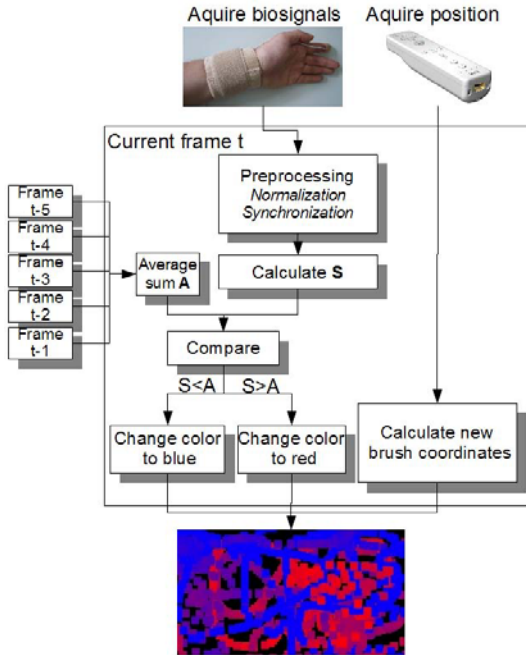 Aquire biosignals
Aquire position
Current frame t
Preprocessing
Normalization
Synchronization
Frame
t-5
Frame
t-4
Frame
t-3
Frame
t-2
Frame
t-1
Average
sum A
Calculate S
Compare
S<A
S>A
Change color
to blue
Change color
to red
Calculate new
brush coordinates